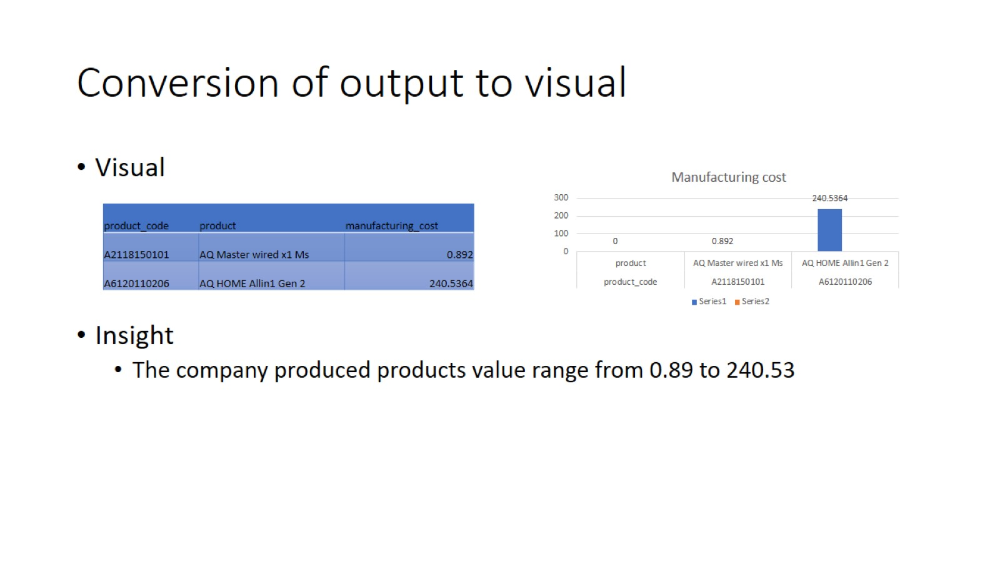 Conversion of output to visual
• Visual
product_code product manufacturing_cost
A2118150101 AQ Master wired x1 Ms 0.892
A6120110206 AQ HOME Allin1 Gen 2 240.5364
Manufacturing cost
300
200
100
0
0 0.892 240.5364
product AQ Master wired x1 Ms AQ HOME Allin1 Gen 2
product_code A2118150101 A6120110206
Series1 Series2
• Insight
• The company produced products value range from 0.89 to 240.53